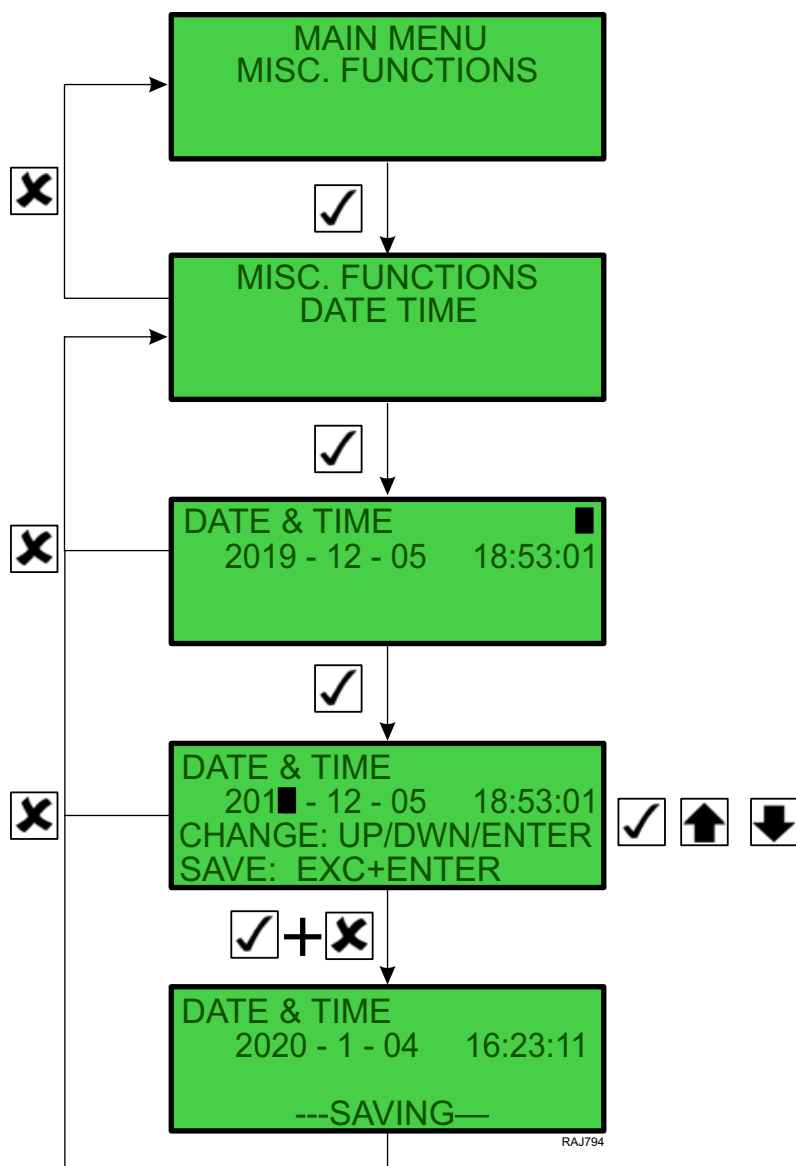 MAIN MENU
MISC. FUNCTIONS
MISC. FUNCTIONS
DATE TIME
DATE & TIME
2019 - 12 - 05 18:53:01
DATE & TIME
201█ - 12 - 05 18:53:01
CHANGE: UP/DWN/ENTER
SAVE: EXC+ENTER
+
DATE & TIME
2020 - 1 - 04 16:23:11
---SAVING—
RAJ794